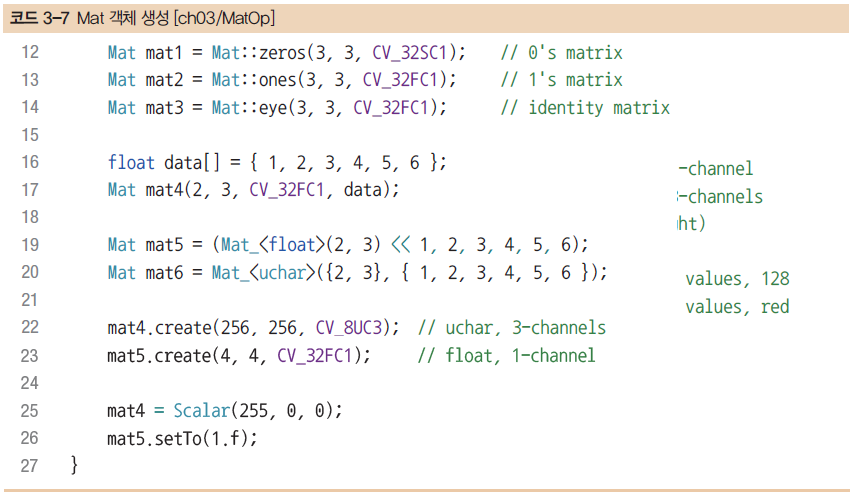 코드 3-7 Mat 객체 생성 [ch03/MatOp]
12 Mat mat1 = Mat::zeros(3, 3, CV_32SC1); // 0's matrix
13 Mat mat2 = Mat::ones(3, 3, CV_32FC1); // 1's matrix
14 Mat mat3 = Mat::eye(3, 3, CV_32FC1); // identity matrix
15
16 float data[] = { 1, 2, 3, 4, 5, 6 };
-channel
17 Mat mat4(2, 3, CV_32FC1, data);
-channels
18
ht)
19 Mat mat5 = (Mat_<float>(2, 3) << 1, 2, 3, 4, 5, 6);
20 Mat mat6 = Mat_<uchar>({2, 3}, { 1, 2, 3, 4, 5, 6 });
values, 128
21
values, red
22 mat4.create(256, 256, CV_8UC3); // uchar, 3-channels
23 mat5.create(4, 4, CV_32FC1); // float, 1-channel
24
25 mat4 = Scalar(255, 0, 0);
26 mat5.setTo(1.f);
27 }